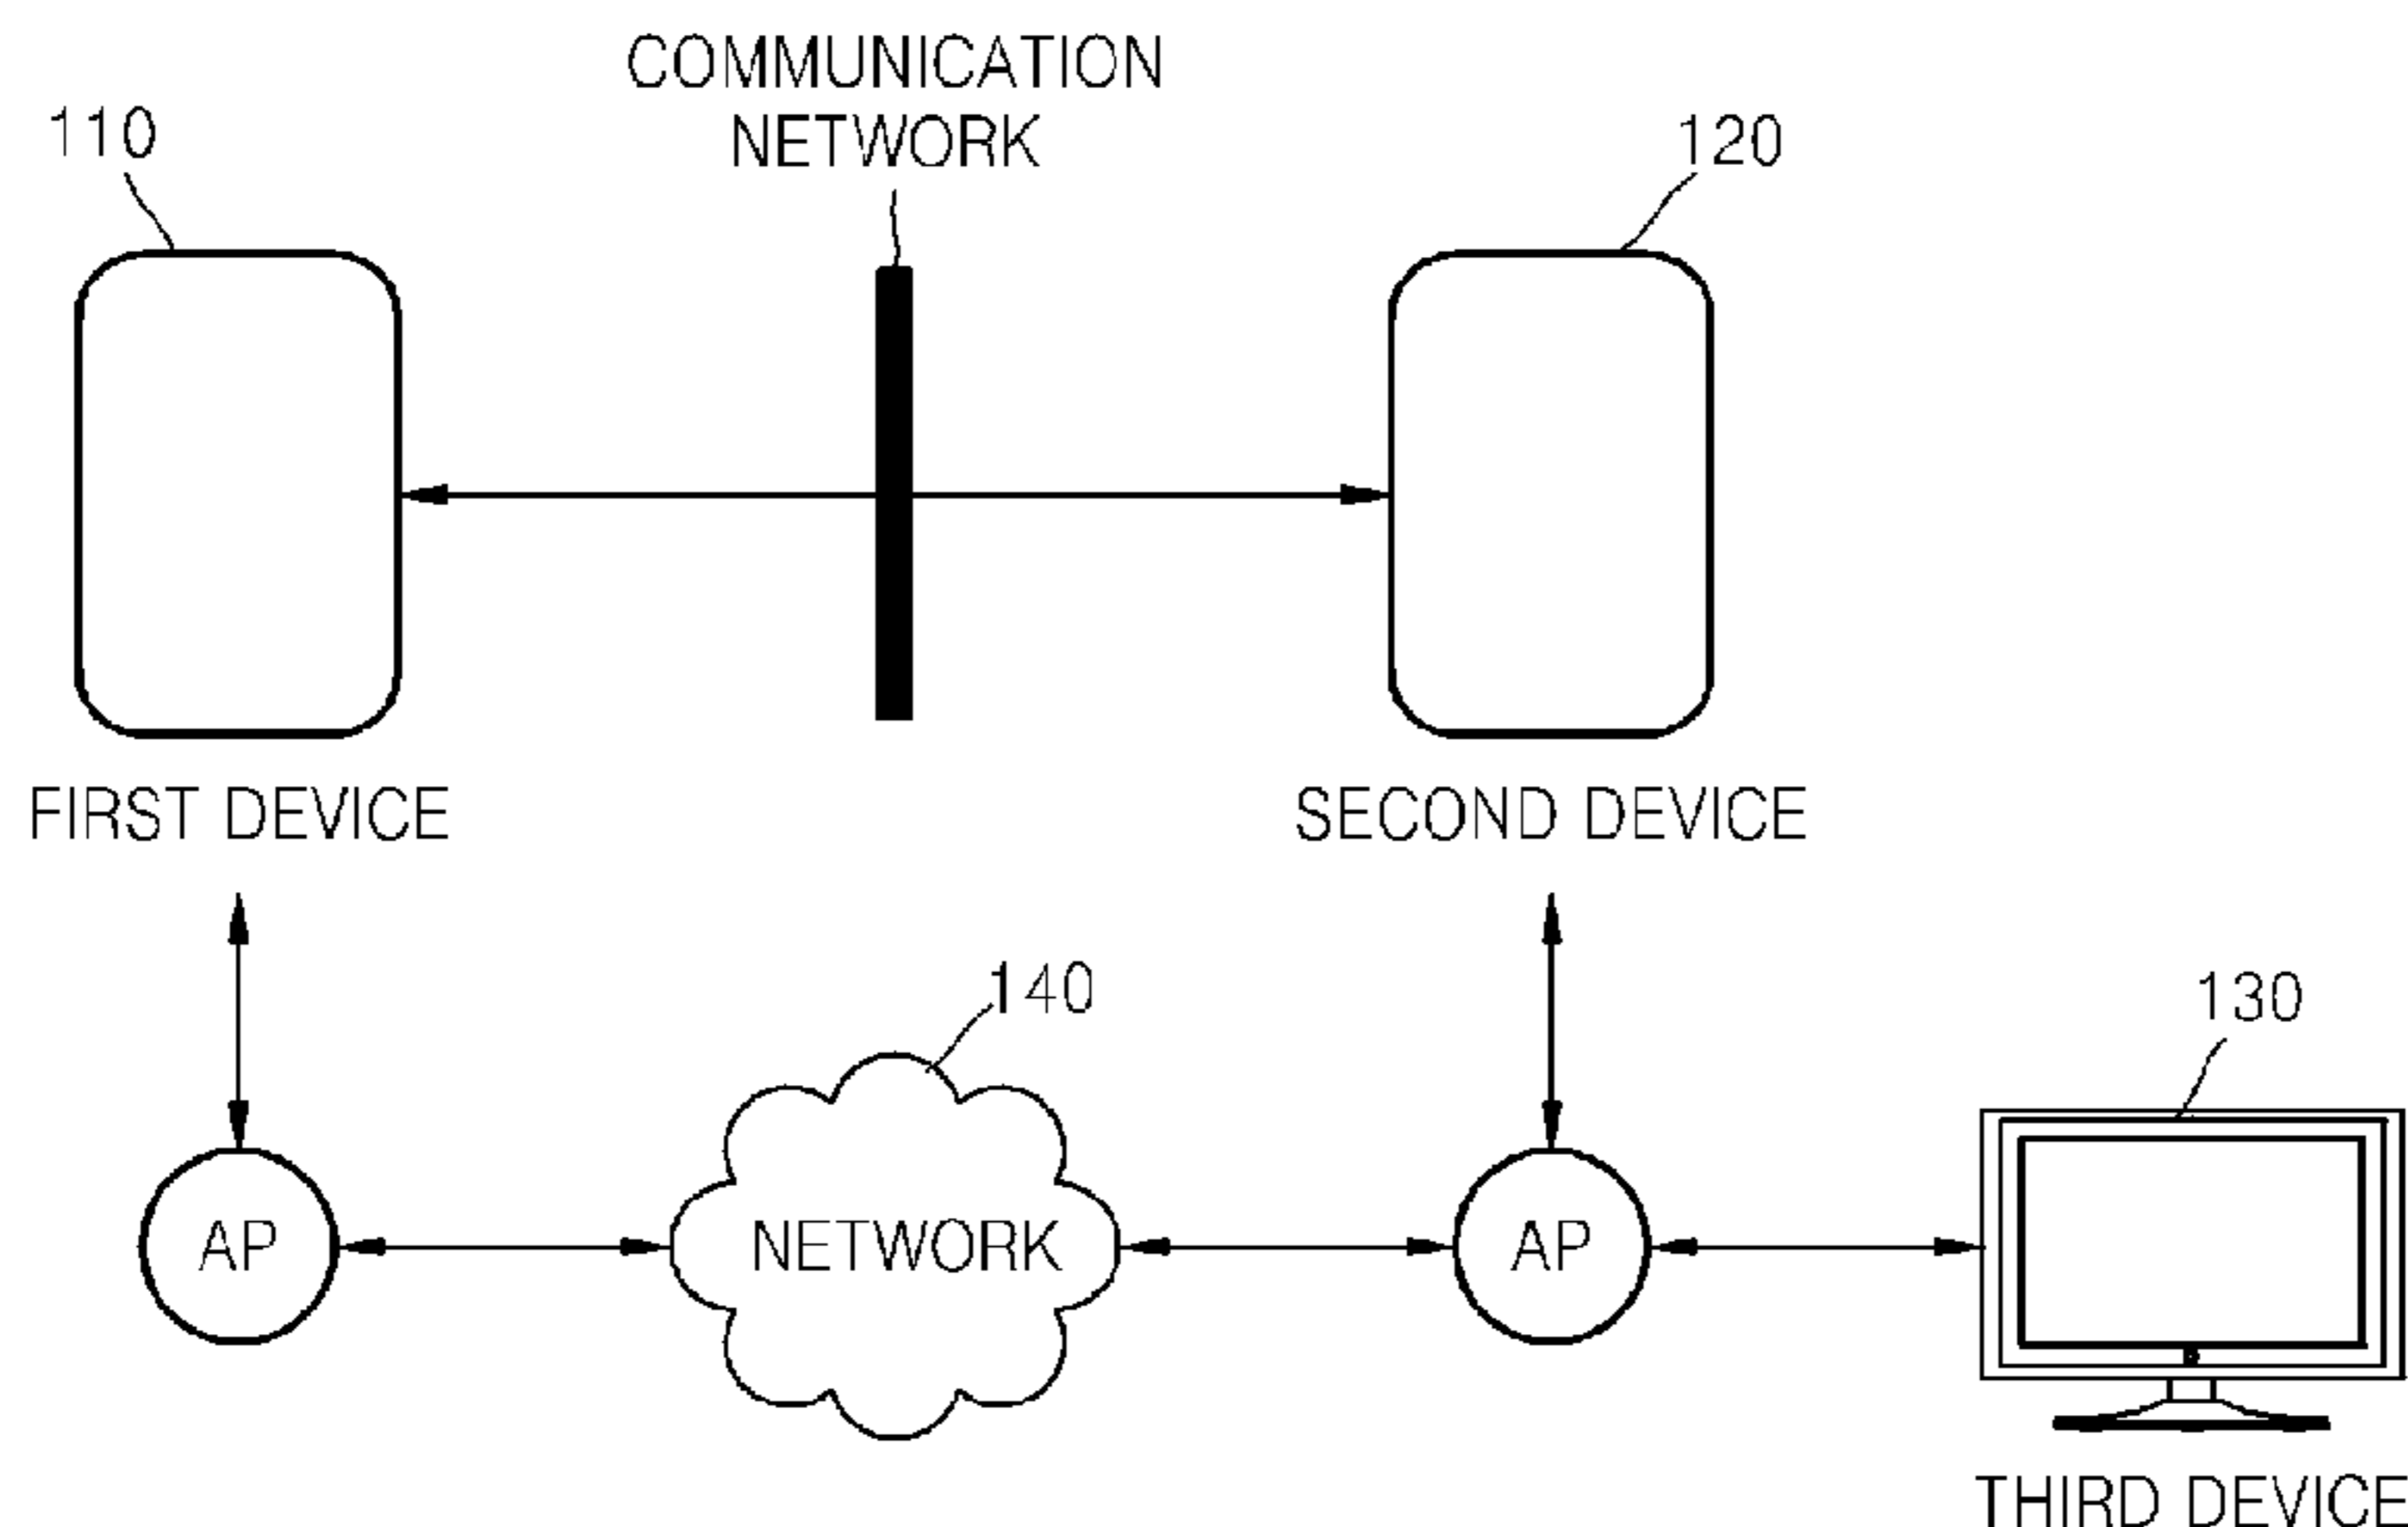 COMMUNICATION
NETWORK
110
120
FIRST DEVICE
SECOND DEVICE
140
130
AP
NETWORK
AP
THIRD DEVICE